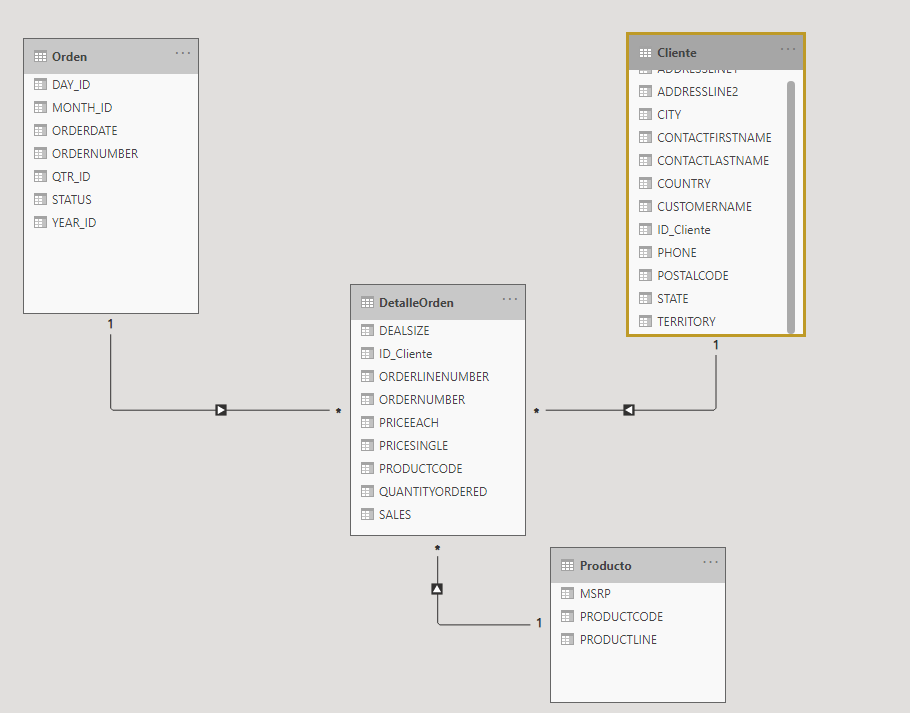 Orden
DAY_ID
MONTH_ID
ORDERDATE
ORDERNUMBER
QTR_ID
STATUS
YEAR_ID
1
Cliente
ADDRESSLINE1
ADDRESSLINE2
CITY
CONTACTFIRSTNAME
CONTACTLASTNAME
COUNTRY
CUSTOMERNAME
ID_Cliente
PHONE
POSTALCODE
STATE
TERRITORY
1
DetalleOrden
DEALSIZE
ID_Cliente
ORDERLINENUMBER
ORDERNUMBER
PRICEEACH
PRICESINGLE
PRODUCTCODE
QUANTITYORDERED
SALES
*
*
*
1
Producto
MSRP
PRODUCTCODE
PRODUCTLINE